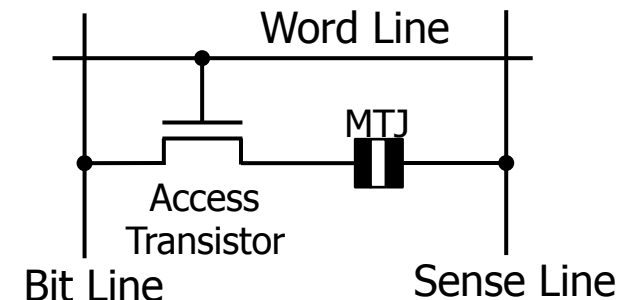 Word Line
MTJ
Access
Transistor
Bit Line
Sense Line